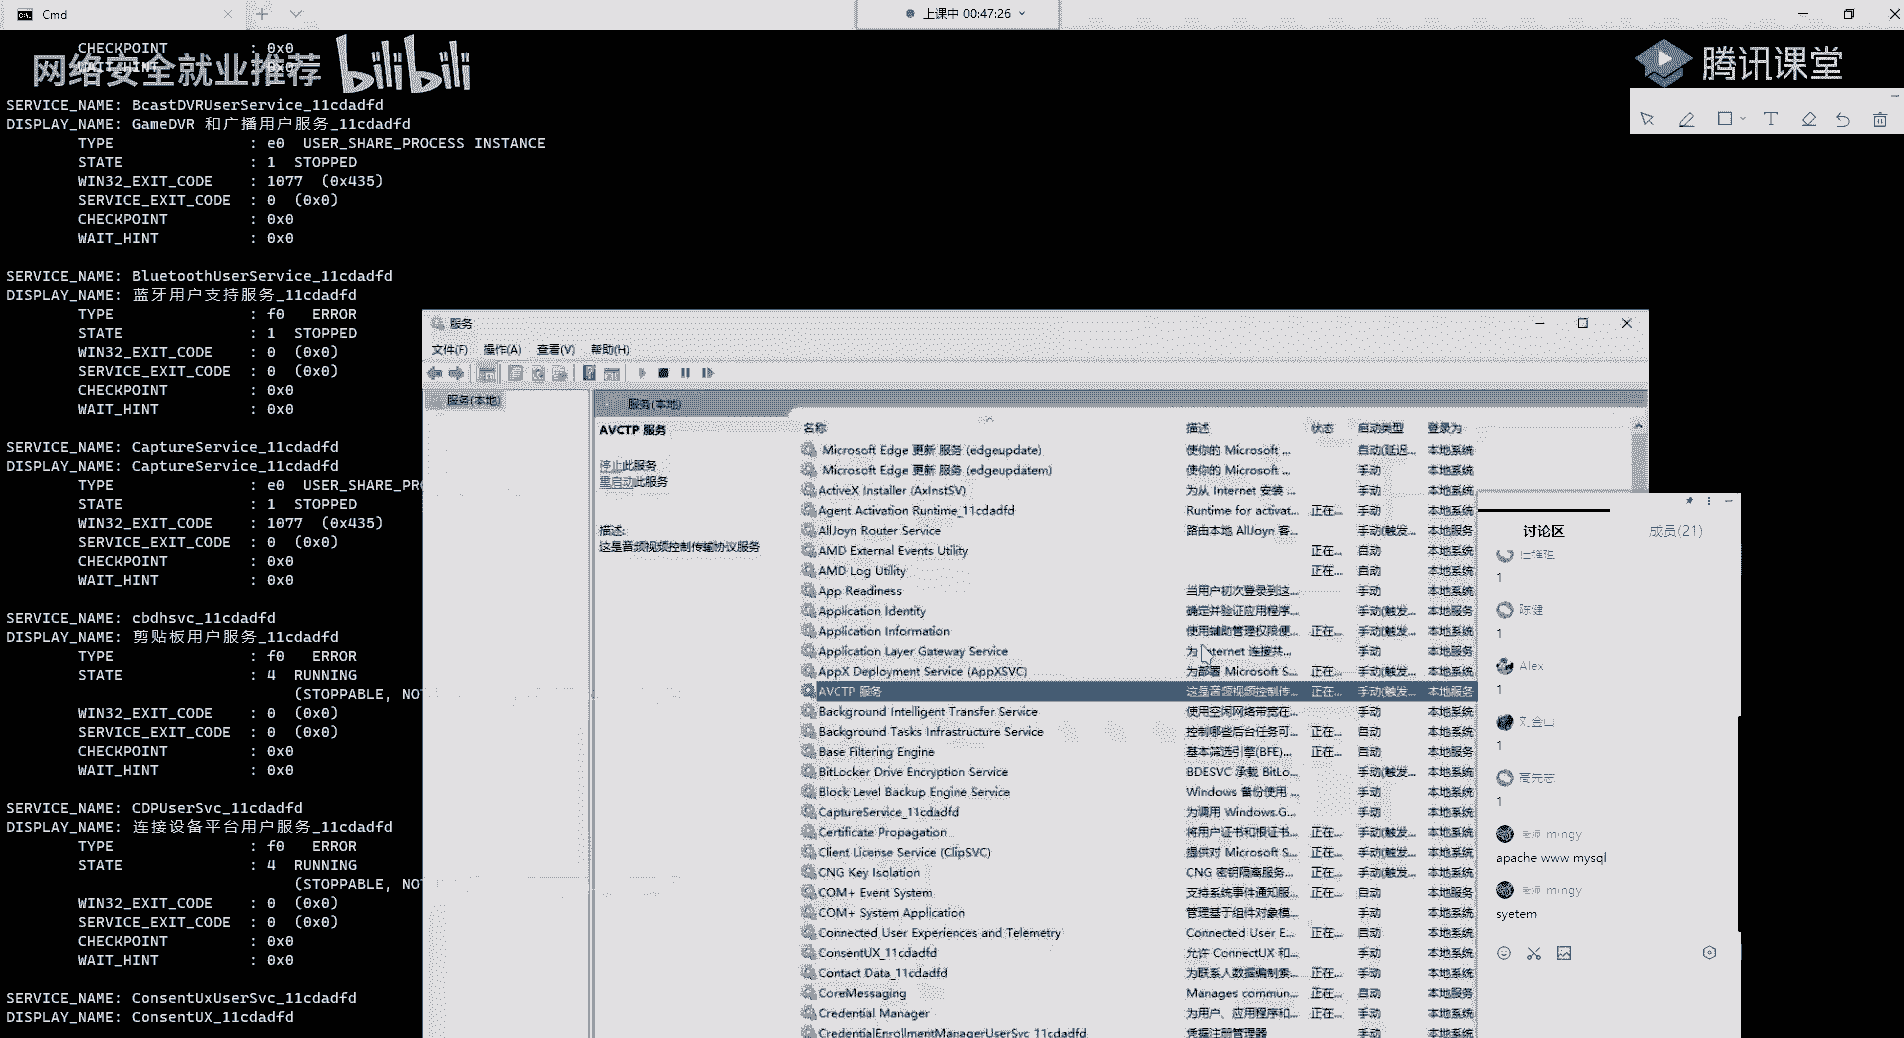 Cmd
上课中 00:47:26
CHECKPOINT : 0x0
WAIT_HINT : 0x0
网络安全就业推荐 bilibili
腾讯课堂
SERVICE_NAME: BcastDVRUserService_11cdadfd
DISPLAY_NAME: GameDVR 和广播用户服务_11cdadfd
TYPE : e0 USER_SHARE_PROCESS INSTANCE
STATE : 1 STOPPED
WIN32_EXIT_CODE : 1077 (0x435)
SERVICE_EXIT_CODE : 0 (0x0)
CHECKPOINT : 0x0
WAIT_HINT : 0x0
SERVICE_NAME: BluetoothUserService_11cdadfd
DISPLAY_NAME: 蓝牙用户支持服务_11cdadfd
TYPE : f0 ERROR
STATE : 1 STOPPED
WIN32_EXIT_CODE : 0 (0x0)
SERVICE_EXIT_CODE : 0 (0x0)
CHECKPOINT : 0x0
WAIT_HINT : 0x0
SERVICE_NAME: CaptureService_11cdadfd
DISPLAY_NAME: CaptureService_11cdadfd
TYPE : e0 USER_SHARE_PR
STATE : 1 STOPPED
WIN32_EXIT_CODE : 1077 (0x435)
SERVICE_EXIT_CODE : 0 (0x0)
CHECKPOINT : 0x0
WAIT_HINT : 0x0
SERVICE_NAME: cbdhsvc_11cdadfd
DISPLAY_NAME: 剪贴板用户服务_11cdadfd
TYPE : f0 ERROR
STATE : 4 RUNNING
(STOPPABLE, NOT
WIN32_EXIT_CODE : 0 (0x0)
SERVICE_EXIT_CODE : 0 (0x0)
CHECKPOINT : 0x0
WAIT_HINT : 0x0
SERVICE_NAME: CDPUserSvc_11cdadfd
DISPLAY_NAME: 连接设备平台用户服务_11cdadfd
TYPE : f0 ERROR
STATE : 4 RUNNING
(STOPPABLE, NOT
WIN32_EXIT_CODE : 0 (0x0)
SERVICE_EXIT_CODE : 0 (0x0)
CHECKPOINT : 0x0
WAIT_HINT : 0x0
SERVICE_NAME: ConsentUxUserSvc_11cdadfd
DISPLAY_NAME: ConsentUX_11cdadfd
服务
文件(F) 操作(A) 查看(V) 帮助(H)
服务(本地)
服务(本地)
AVCTP 服务
停止此服务
重启动此服务
描述:
这是音频视频控制传输协议服务
名称 描述 状态 启动类型 登录为
Microsoft Edge 更新 服务 (edgeupdate) 使你的 Microsoft ... 自动(延迟... 本地系统
Microsoft Edge 更新 服务 (edgeupdatem) 使你的 Microsoft ... 手动 本地系统
ActiveX Installer (AxInstSV) 为从 Internet 安装 ... 手动 本地系统
Agent Activation Runtime_11cdadfd Runtime for activat... 正在... 手动 本地系统
AllJoyn Router Service 路由本地 AllJoyn 客... 手动(触发... 本地服务
AMD External Events Utility 正在... 自动 本地系统
AMD Log Utility 正在... 自动 本地系统
App Readiness 当用户初次登录到这... 手动 本地系统
Application Identity 确定并验证应用程序... 手动(触发... 本地服务
Application Information 使用辅助管理权限便... 正在... 手动(触发... 本地系统
Application Layer Gateway Service 为 Internet 连接共... 手动 本地服务
AppX Deployment Service (AppXSVC) 为部署 Microsoft S... 正在... 手动(触发... 本地系统
AVCTP 服务 这是音频视频控制传... 正在... 手动(触发... 本地服务
Background Intelligent Transfer Service 使用空闲网络带宽在... 手动 本地系统
Background Tasks Infrastructure Service 控制哪些后台任务可... 正在... 自动 本地系统
Base Filtering Engine 基本筛选引擎(BFE)... 正在... 自动 本地服务
BitLocker Drive Encryption Service BDESVC 承载 BitLo... 手动(触发... 本地系统
Block Level Backup Engine Service Windows 备份使用 ... 手动 本地系统
CaptureService_11cdadfd 为调用 Windows.G... 手动 本地系统
Certificate Propagation 将用户证书和根证书... 正在... 手动(触发... 本地系统
Client License Service (ClipSVC) 提供对 Microsoft S... 正在... 手动(触发... 本地系统
CNG Key Isolation CNG 密钥隔离服务... 正在... 手动(触发... 本地系统
COM+ Event System 支持系统事件通知服... 正在... 自动 本地服务
COM+ System Application 管理基于组件对象模... 手动 本地系统
Connected User Experiences and Telemetry Connected User E... 正在... 自动 本地系统
ConsentUX_11cdadfd 允许 ConnectUX 和... 手动 本地系统
Contact Data_11cdadfd 为联系人数据编制索... 正在... 手动 本地系统
CoreMessaging Manages commun... 正在... 自动 本地服务
Credential Manager 为用户、应用程序和... 正在... 手动 本地系统
CredentialEnrollmentManagerUserSvc_11cdadfd 凭据注册管理器 手动 本地系统
讨论区 成员(21)
1
陈健
1
Alex
1
1
1
mingy
apache www mysql
mingy
syetem